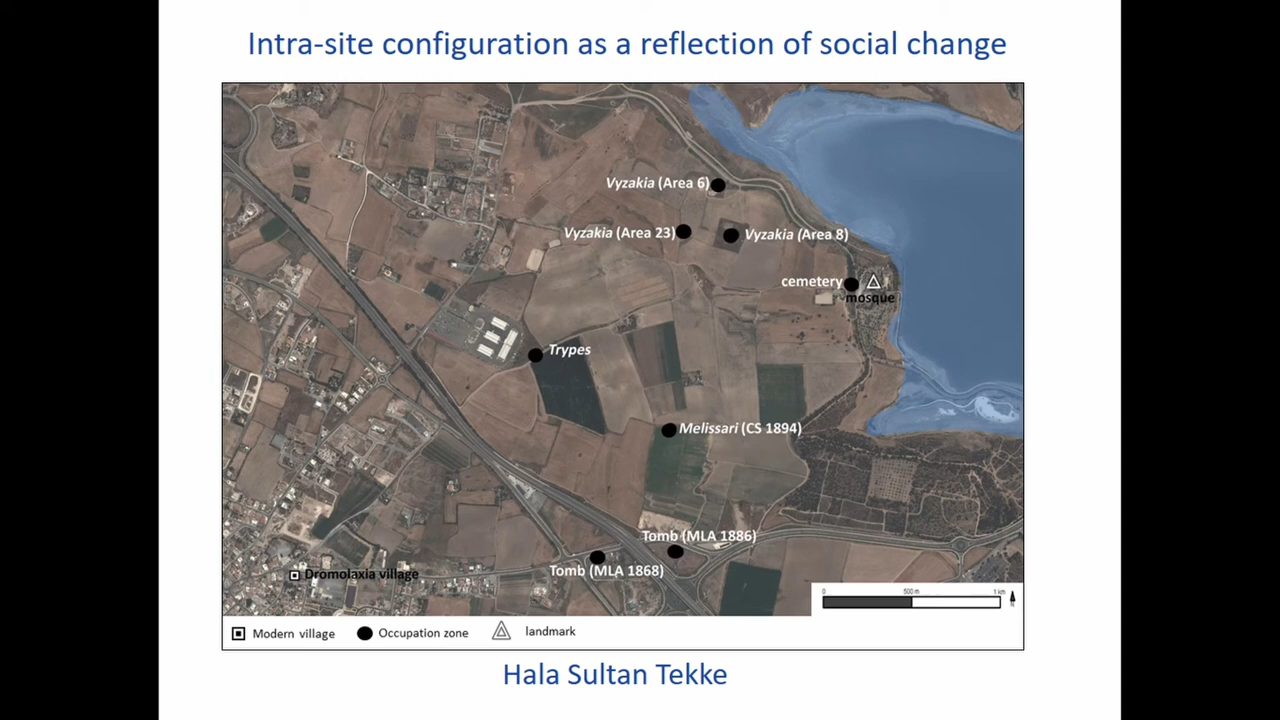 Intra-site configuration as a reflection of social change
Vyzakia (Area 6)
Vyzakia (Area 23)
Vyzakia (Area 8)
cemetery
mosque
Trypes
Melissari (CS 1894)
Tomb (MLA 1886)
Tomb (MLA 1868)
Dromolaxia village
0 500 m 1 km
N
Modern village Occupation zone landmark
Hala Sultan Tekke